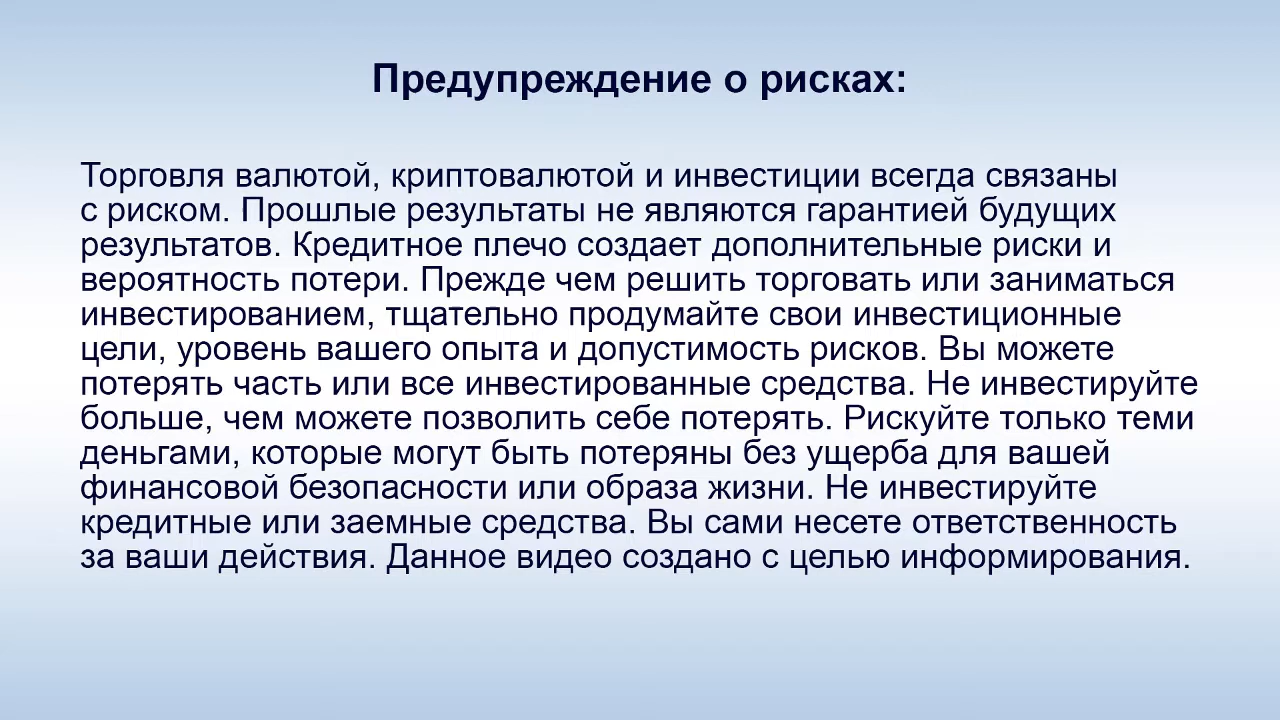 Предупреждение о рисках:
Торговля валютой, криптовалютой и инвестиции всегда связаны
с риском. Прошлые результаты не являются гарантией будущих
результатов. Кредитное плечо создает дополнительные риски и
вероятность потери. Прежде чем решить торговать или заниматься
инвестированием, тщательно продумайте свои инвестиционные
цели, уровень вашего опыта и допустимость рисков. Вы можете
потерять часть или все инвестированные средства. Не инвестируйте
больше, чем можете позволить себе потерять. Рискуйте только теми
деньгами, которые могут быть потеряны без ущерба для вашей
финансовой безопасности или образа жизни. Не инвестируйте
кредитные или заемные средства. Вы сами несете ответственность
за ваши действия. Данное видео создано с целью информирования.